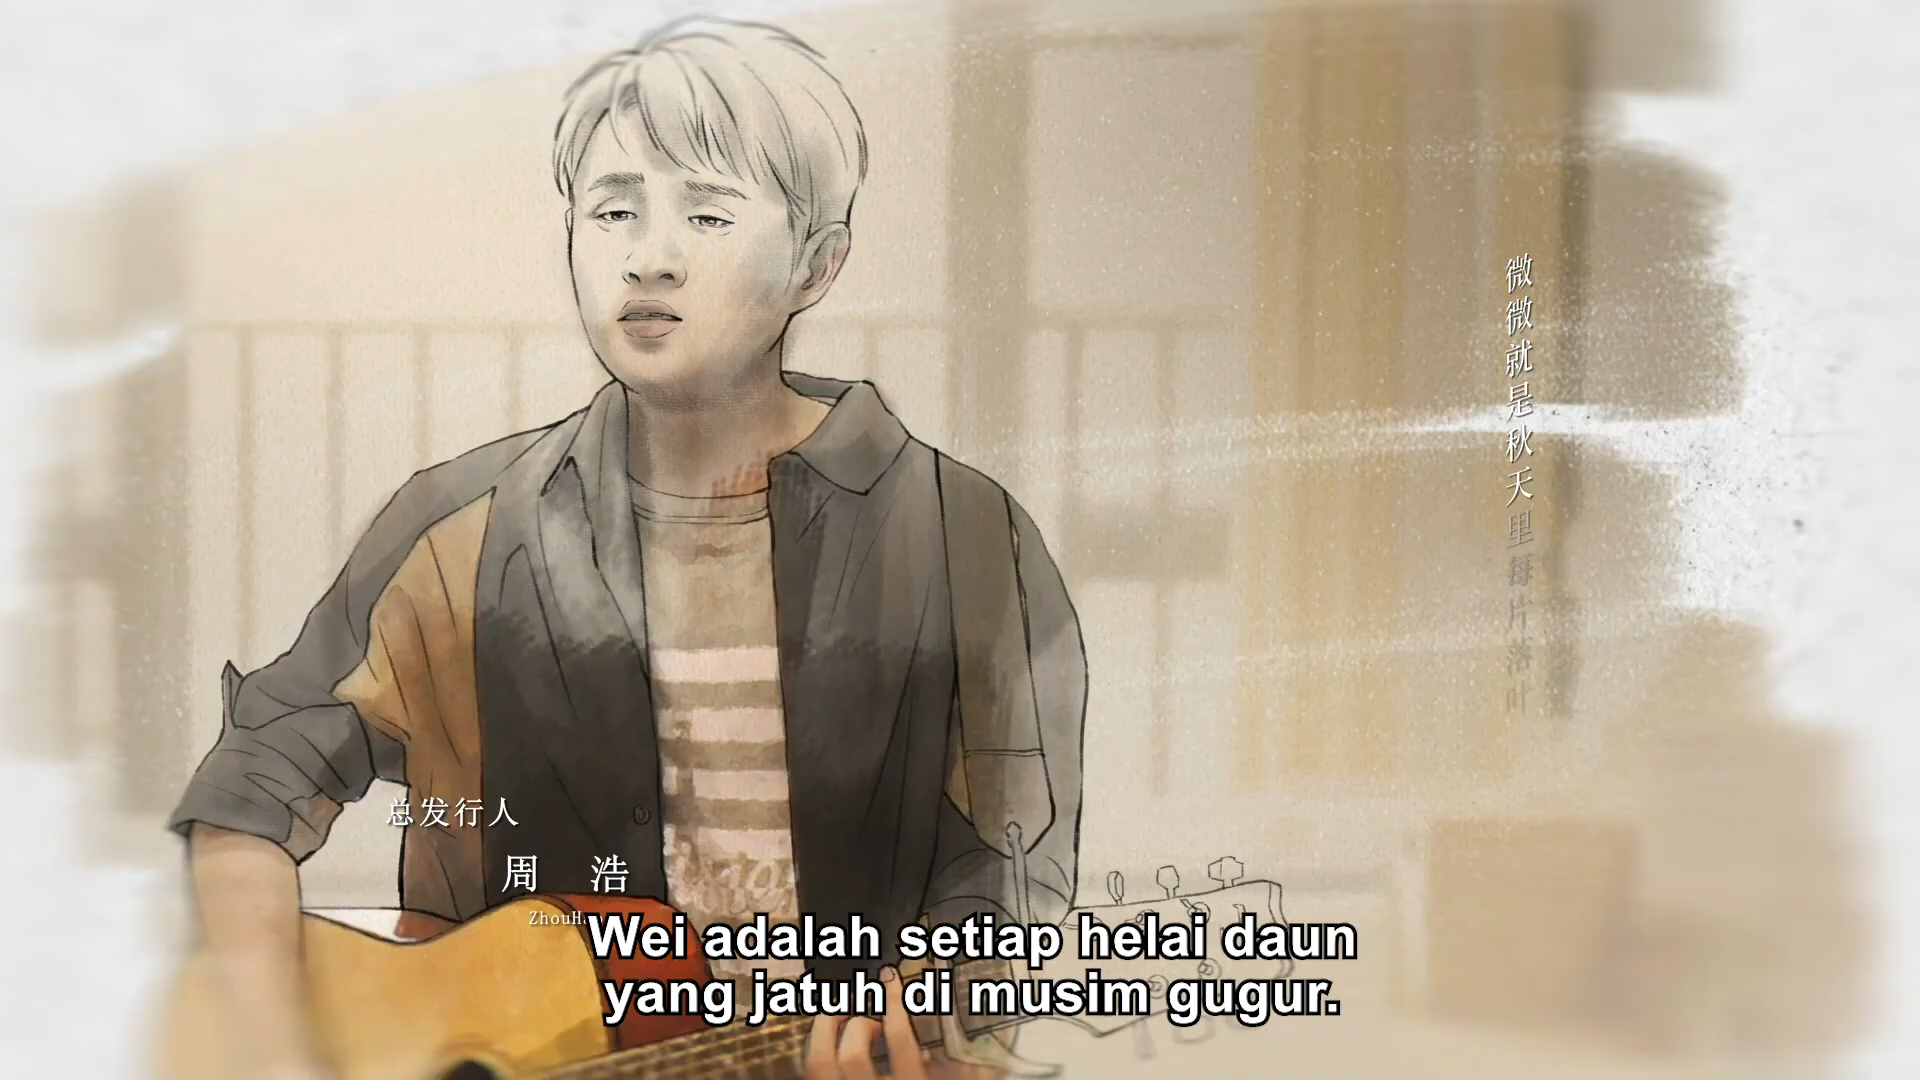 微微就是秋天里每片落叶
总发行人
周 浩
ZhouHa
Wei adalah setiap helai daun
yang jatuh di musim gugur.